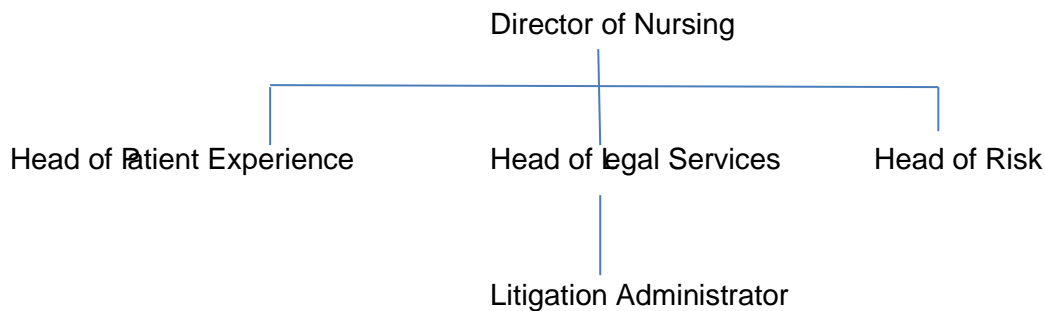 Director of Nursing
Head of Patient Experience Head of Legal Services Head of Risk
Litigation Administrator